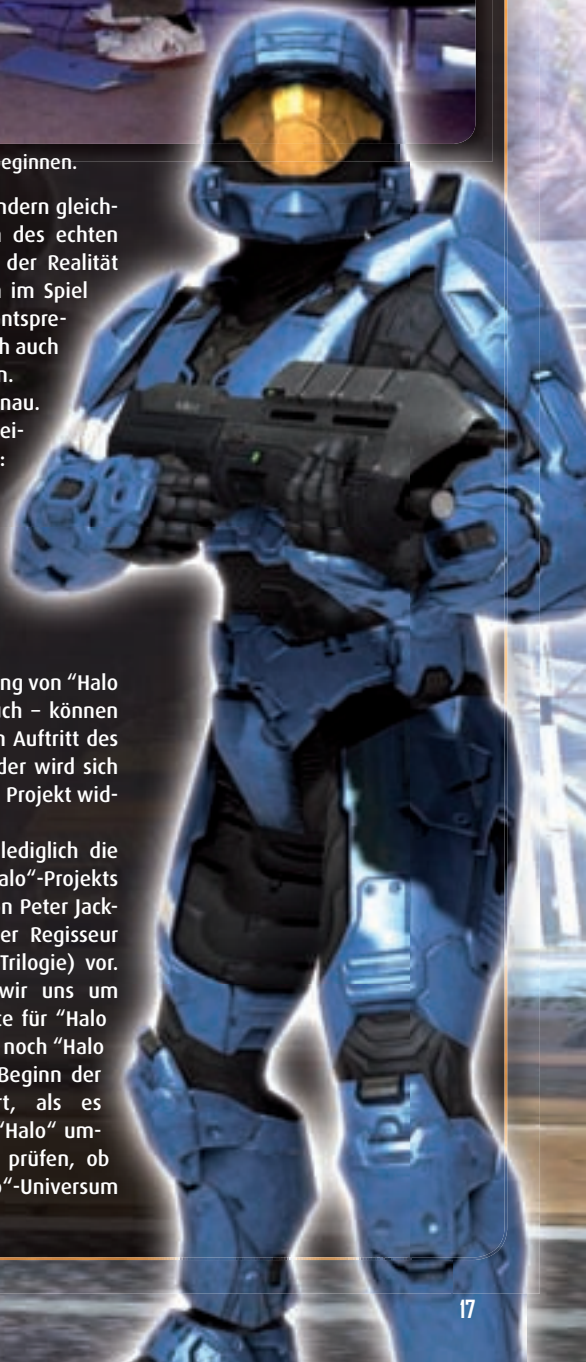 eginnen.
ndern gleich-
des echten
der Realität
im Spiel
ntspre-
h auch
n.
nau.
ei-
:
ng von “Halo
uch – können
n Auftritt des
der wird sich
Projekt wid-
lediglich die
alo“-Projekts
n Peter Jack-
er Regisseur
Trilogie) vor.
wir uns um
te für “Halo
noch “Halo
Beginn der
rt, als es
“Halo“ um-
prüfen, ob
o“-Universum
17